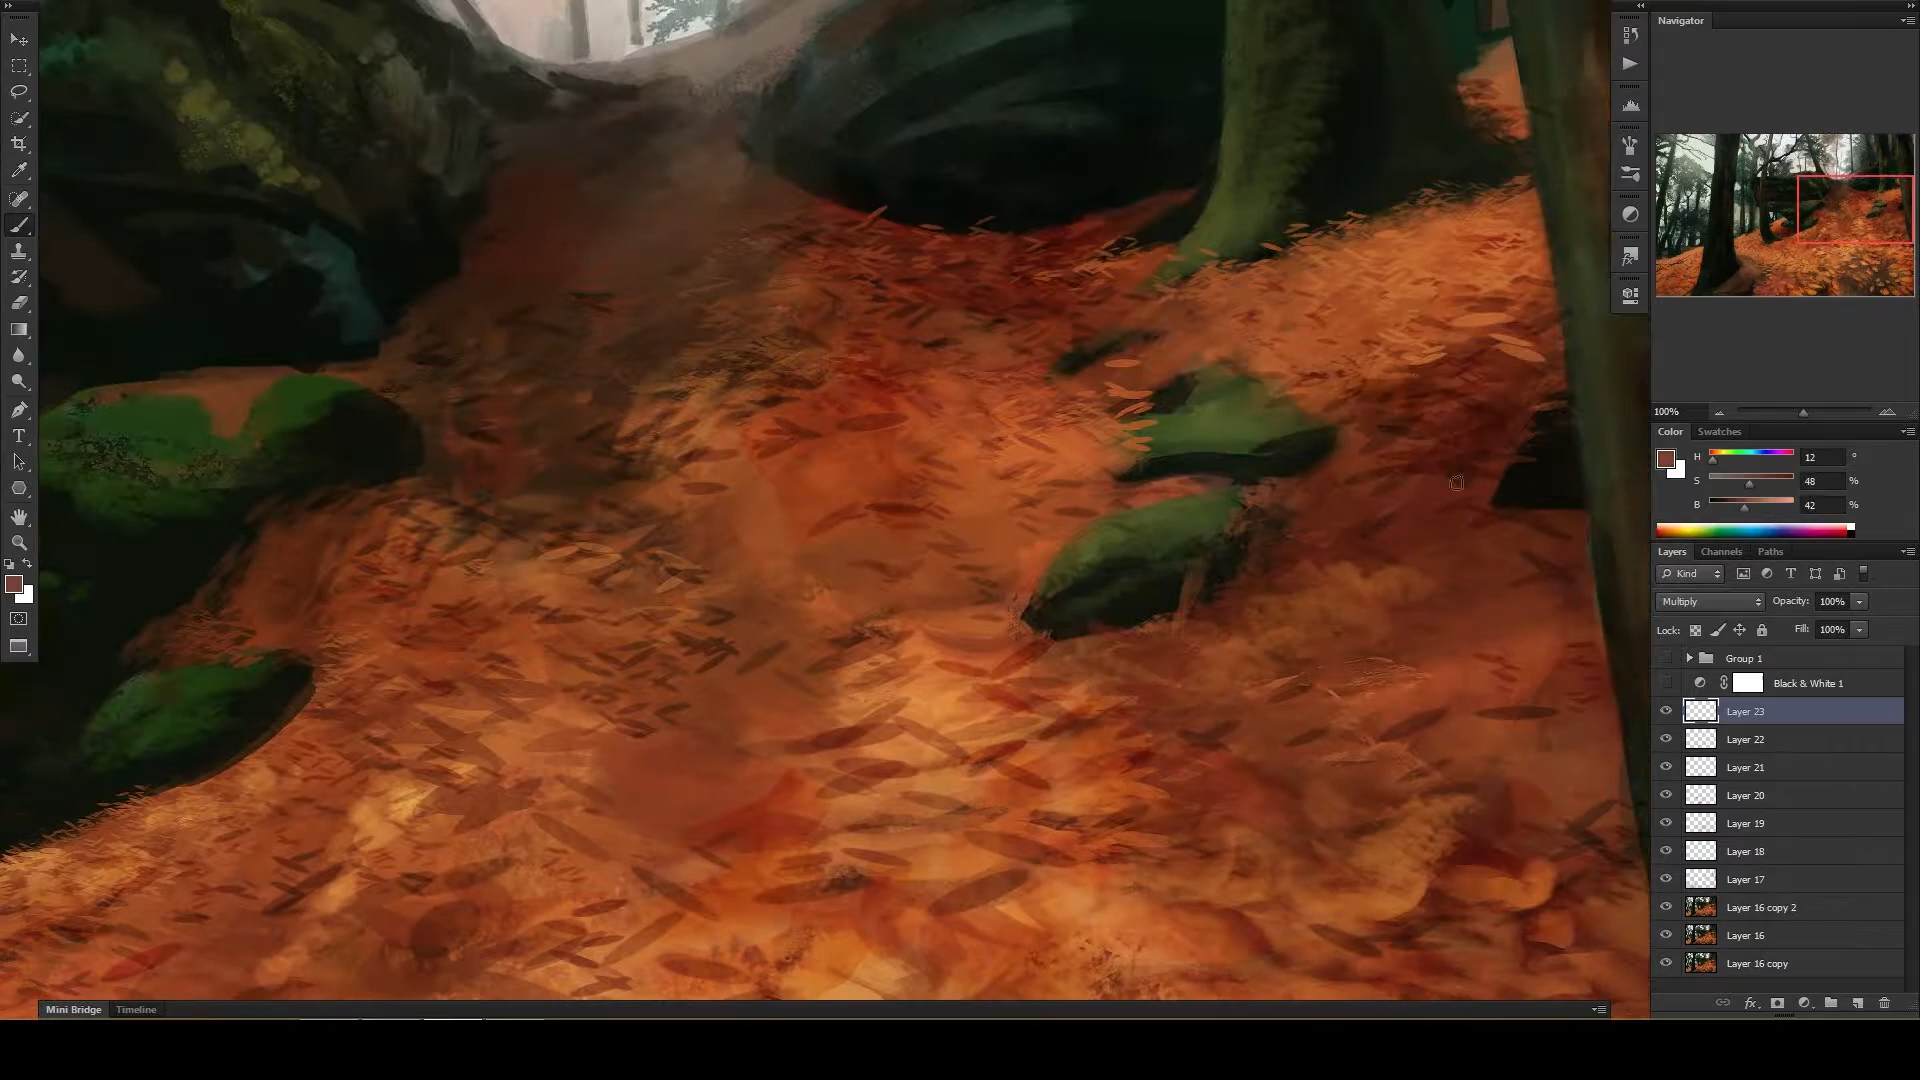 Navigator
100%
Color Swatches
H 12 °
S 48 %
B 42 %
Layers Channels Paths
Kind
Multiply Opacity: 100%
Lock: Fill: 100%
Group 1
Black & White 1
Layer 23
Layer 22
Layer 21
Layer 20
Layer 19
Layer 18
Layer 17
Layer 16 copy 2
Layer 16
Layer 16 copy
fx
Mini Bridge Timeline